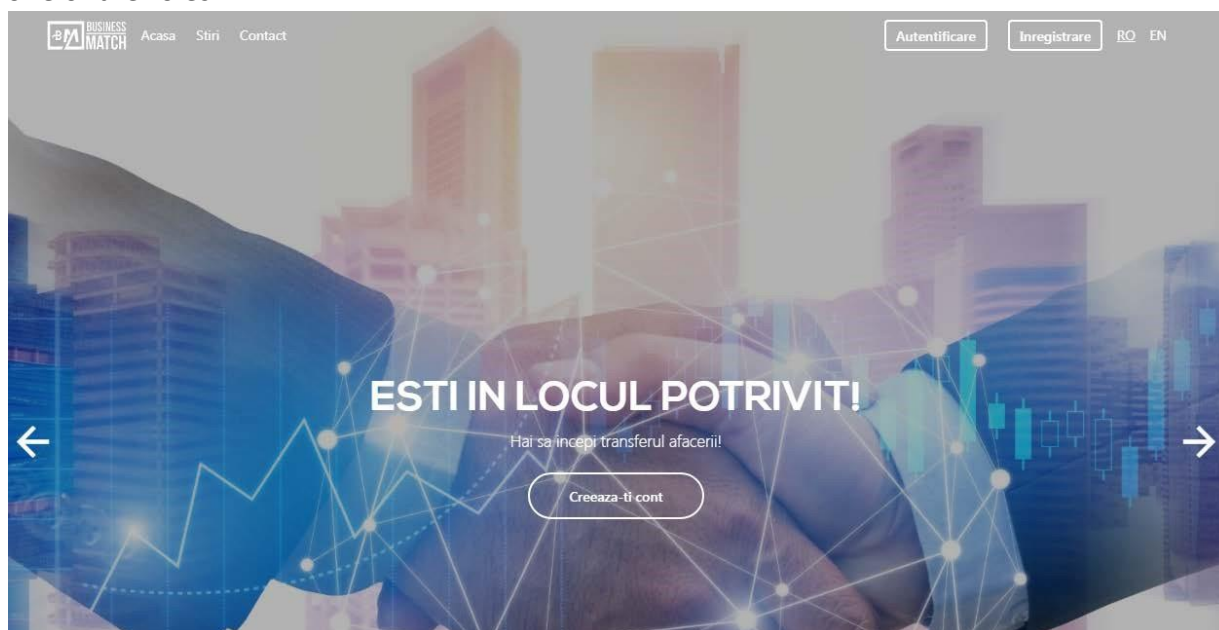 BUSINESS
MATCH
Acasa Stiri Contact
Autentificare Inregistrare RO EN
ESTI IN LOCUL POTRIVIT!
Hai sa incepi transferul afacerii!
Creeaza-ti cont